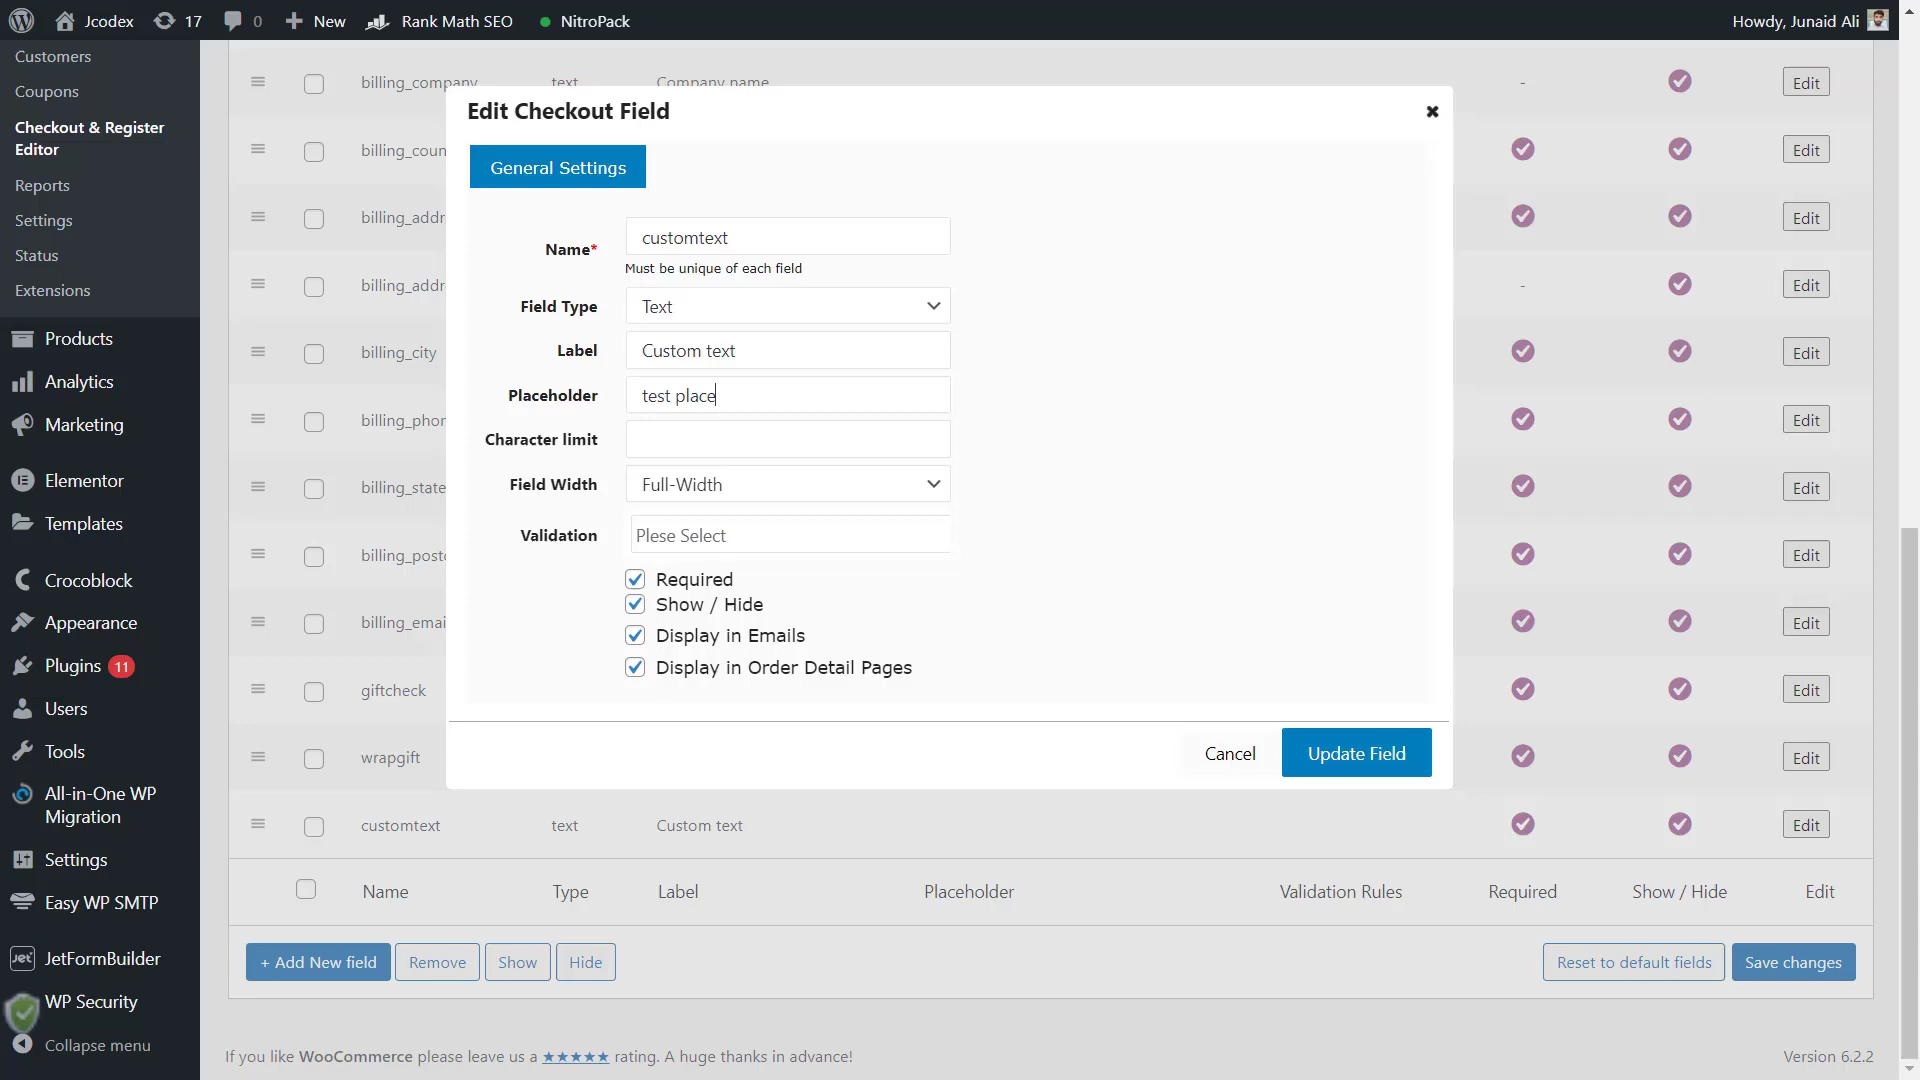 Jcodex 17 0 New Rank Math SEO NitroPack Howdy, Junaid Ali
Customers
Coupons
Checkout & Register
Editor
Reports
Settings
Status
Extensions
Products
Analytics
Marketing
Elementor
Templates
Crocoblock
Appearance
Plugins 11
Users
Tools
All-in-One WP
Migration
Settings
Easy WP SMTP
JetFormBuilder
WP Security
Collapse menu
billing_company text Company name - Edit
billing_coun Edit
billing_addr Edit
billing_addr - Edit
billing_city Edit
billing_phor Edit
billing_state Edit
billing_posto Edit
billing_emai Edit
giftcheck Edit
wrapgift Edit
Edit Checkout Field
General Settings
Name* customtext
Must be unique of each field
Field Type Text
Label Custom text
Placeholder test place
Character limit
Field Width Full-Width
Validation Plese Select
Required
Show / Hide
Display in Emails
Display in Order Detail Pages
Cancel Update Field
customtext text Custom text Edit
Name Type Label Placeholder Validation Rules Required Show / Hide Edit
+ Add New field Remove Show Hide Reset to default fields Save changes
If you like WooCommerce please leave us a ★★★★★ rating. A huge thanks in advance! Version 6.2.2